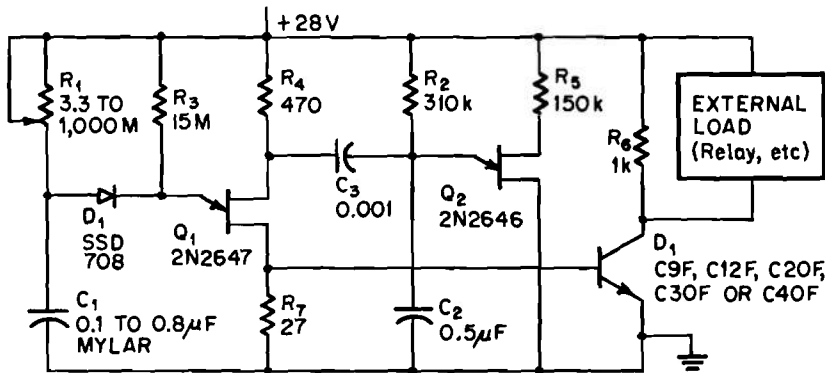 +28V
R1
3.3 TO
1,000M
R3
15M
R4
470
R2
310k
R5
150k
R6
1k
EXTERNAL
LOAD
(Relay, etc)
C3
0.001
D1
SSD
708
Q1
2N2647
Q2
2N2646
D1
C9F, C12F, C20F,
C30F OR C40F
C1
0.1 TO 0.8μF
MYLAR
R7
27
C2
0.5μF